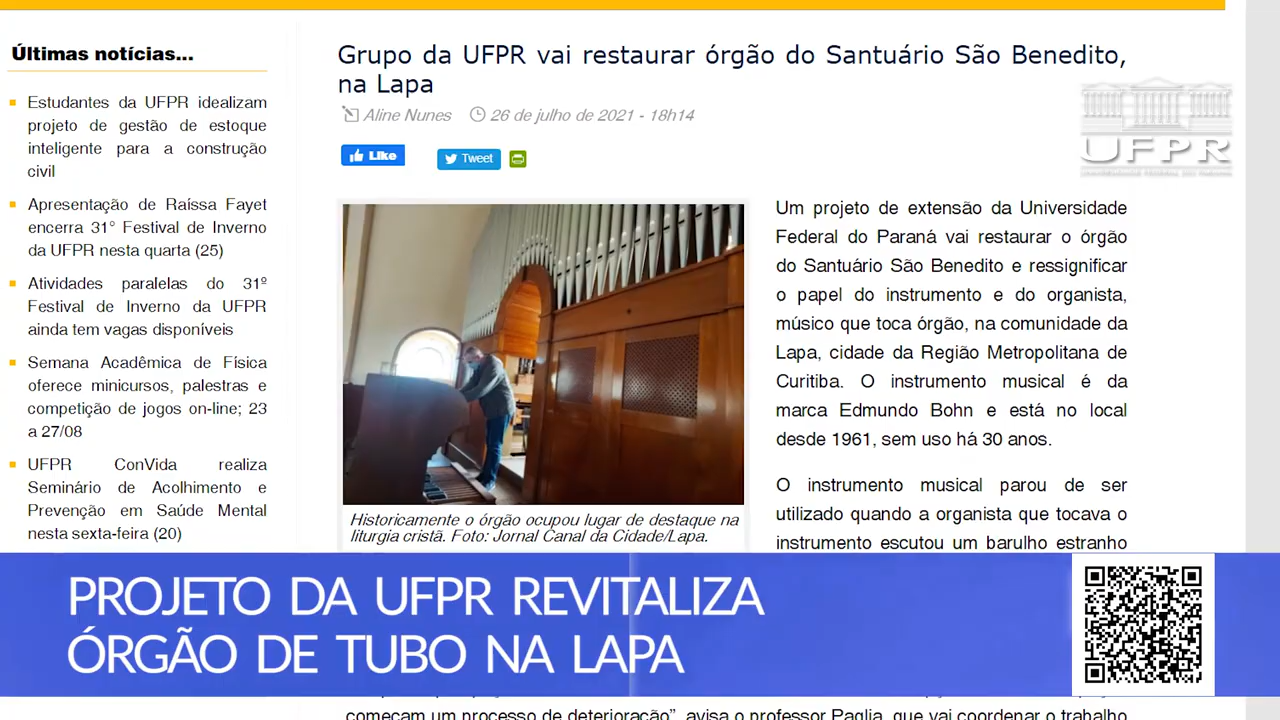 Últimas notícias...
Estudantes da UFPR idealizam
projeto de gestão de estoque
inteligente para a construção
civil
Apresentação de Raíssa Fayet
encerra 31° Festival de Inverno
da UFPR nesta quarta (25)
Atividades paralelas do 31º
Festival de Inverno da UFPR
ainda tem vagas disponíveis
Semana Acadêmica de Física
oferece minicursos, palestras e
competição de jogos on-line; 23
a 27/08
UFPR ConVida realiza
Seminário de Acolhimento e
Prevenção em Saúde Mental
nesta sexta-feira (20)
Grupo da UFPR vai restaurar órgão do Santuário São Benedito,
na Lapa
Aline Nunes 26 de julho de 2021 - 18h14
Like Tweet
UFPR
UNIVERSIDADE FEDERAL DO PARANÁ
Historicamente o órgão ocupou lugar de destaque na
liturgia cristã. Foto: Jornal Canal da Cidade/Lapa.
Um projeto de extensão da Universidade
Federal do Paraná vai restaurar o órgão
do Santuário São Benedito e ressignificar
o papel do instrumento e do organista,
músico que toca órgão, na comunidade da
Lapa, cidade da Região Metropolitana de
Curitiba. O instrumento musical é da
marca Edmundo Bohn e está no local
desde 1961, sem uso há 30 anos.
O instrumento musical parou de ser
utilizado quando a organista que tocava o
instrumento escutou um barulho estranho
PROJETO DA UFPR REVITALIZA
ÓRGÃO DE TUBO NA LAPA
começam um processo de deterioração”, avisa o professor Paglia, que vai coordenar o trabalho